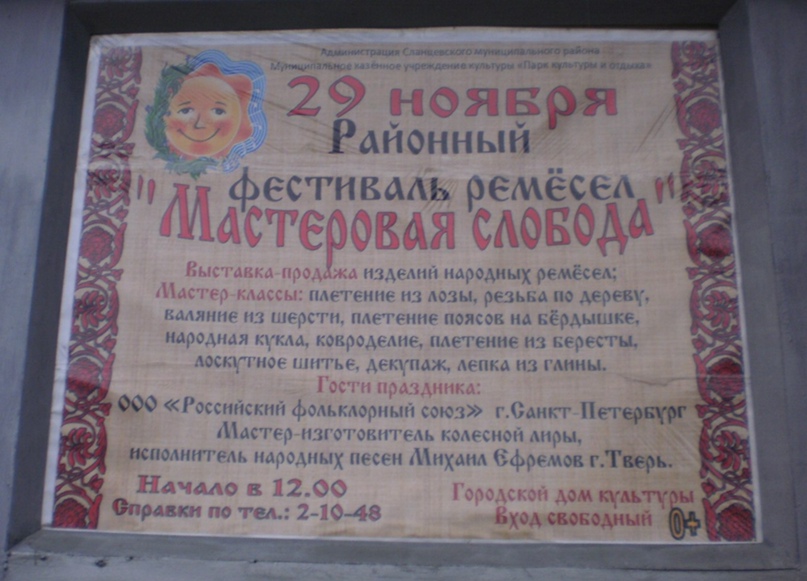 Администрация Сланцевского муниципального района
Муниципальное казённое учреждение культуры «Парк культуры и отдыха»
29 ноября
Районный
фестиваль ремёсел
"Мастеровая слобода"
Выставка-продажа изделий народных ремёсел;
Мастер-классы: плетение из лозы, резьба по дереву,
валяние из шерсти, плетение поясов на бёрдышке,
народная кукла, ковроделие, плетение из бересты,
лоскутное шитье, декупаж, лепка из глины.
Гости праздника:
ООО «Российский фольклорный союз» г.Санкт-Петербург
Мастер-изготовитель колесной лиры,
исполнитель народных песен Михаил Ефремов г.Тверь.
Начало в 12.00
Справки по тел.: 2-10-48
Городской дом культуры
Вход свободный 0+